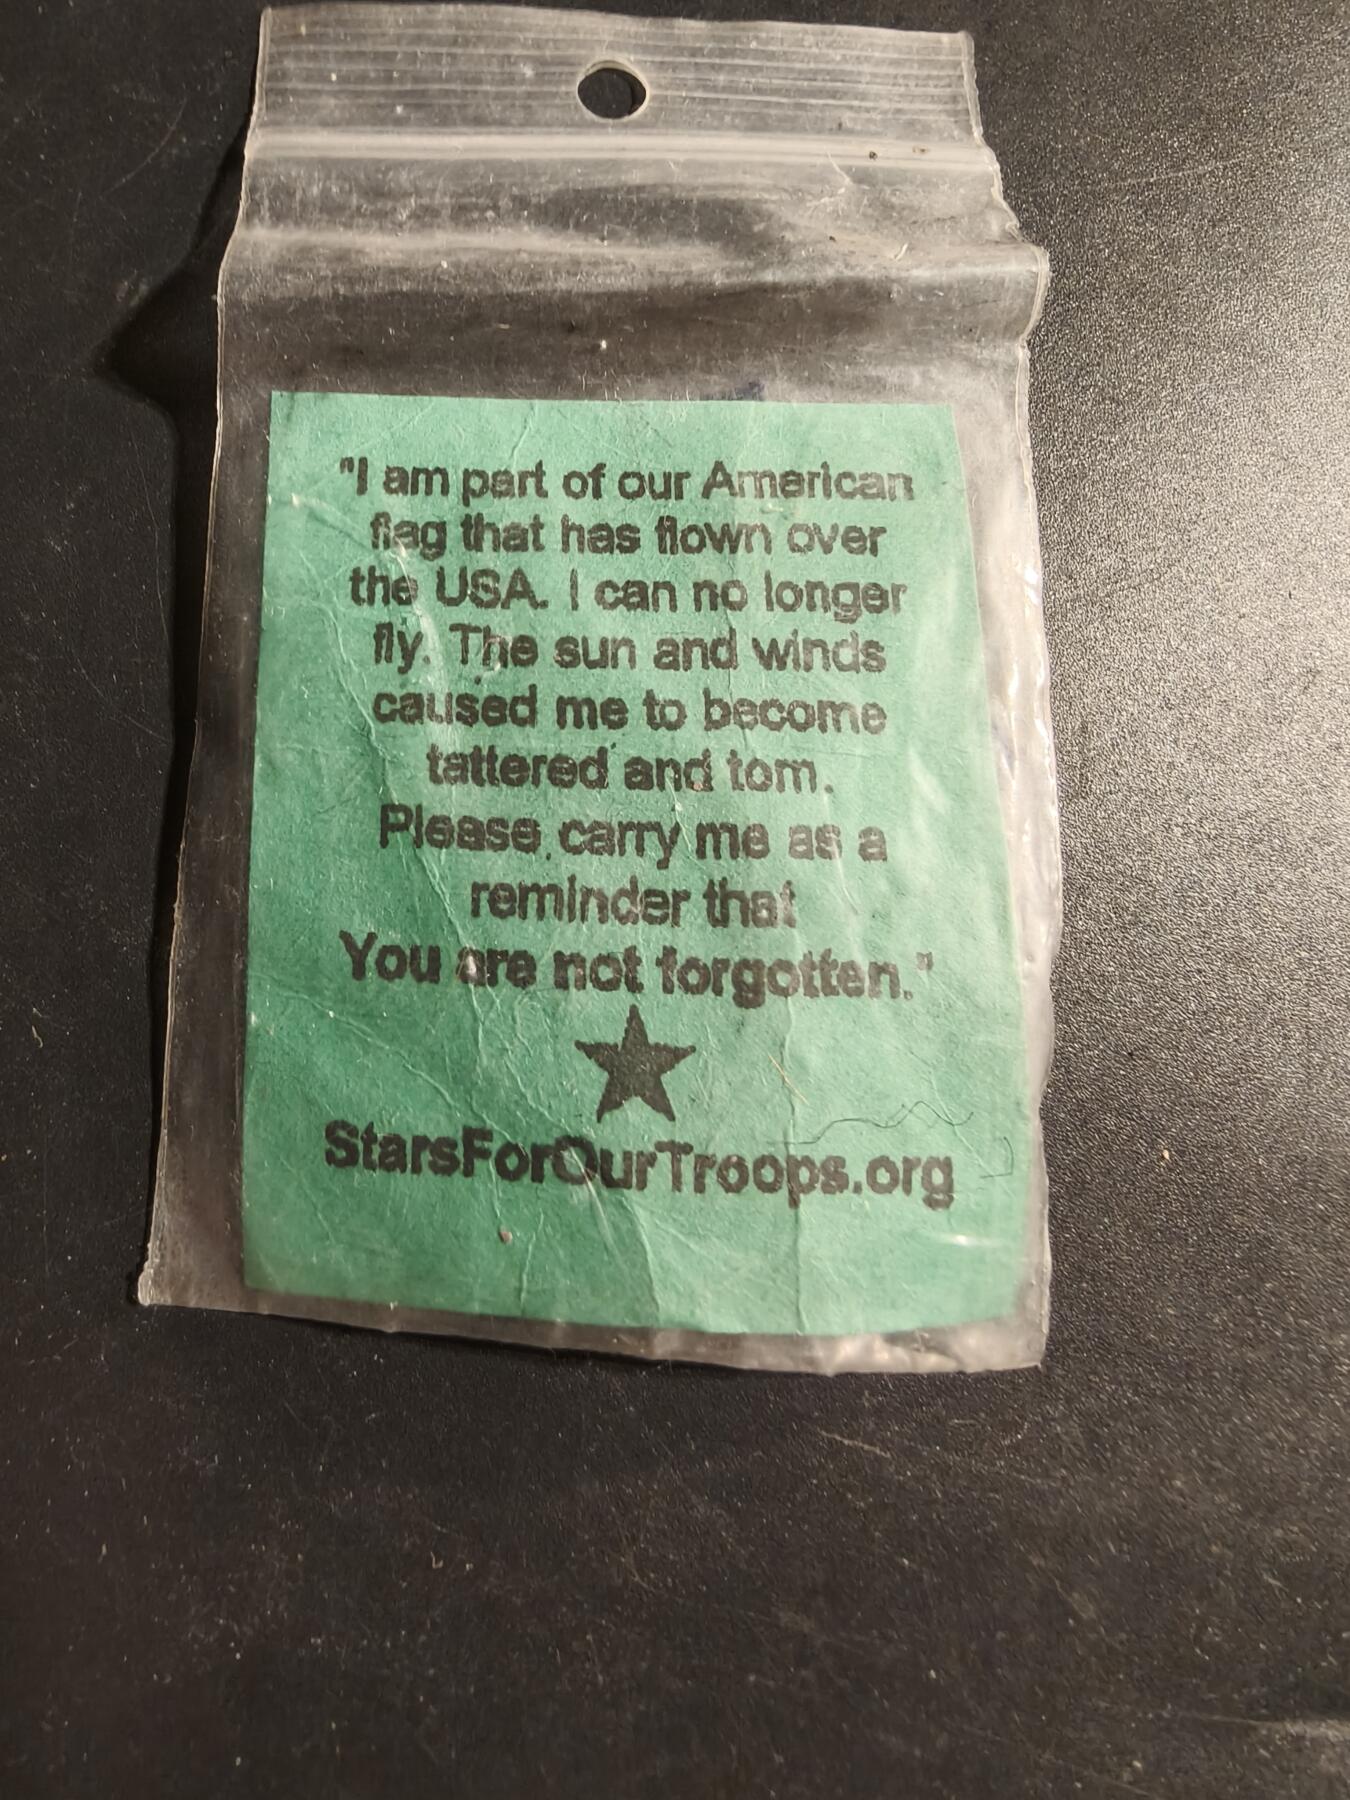 "I am part of our American
flag that has flown over
the USA. I can no longer
fly. The sun and winds
caused me to become
tattered and torn.
Please carry me as a
reminder that
You are not forgotten."
StarsForOurTroops.org